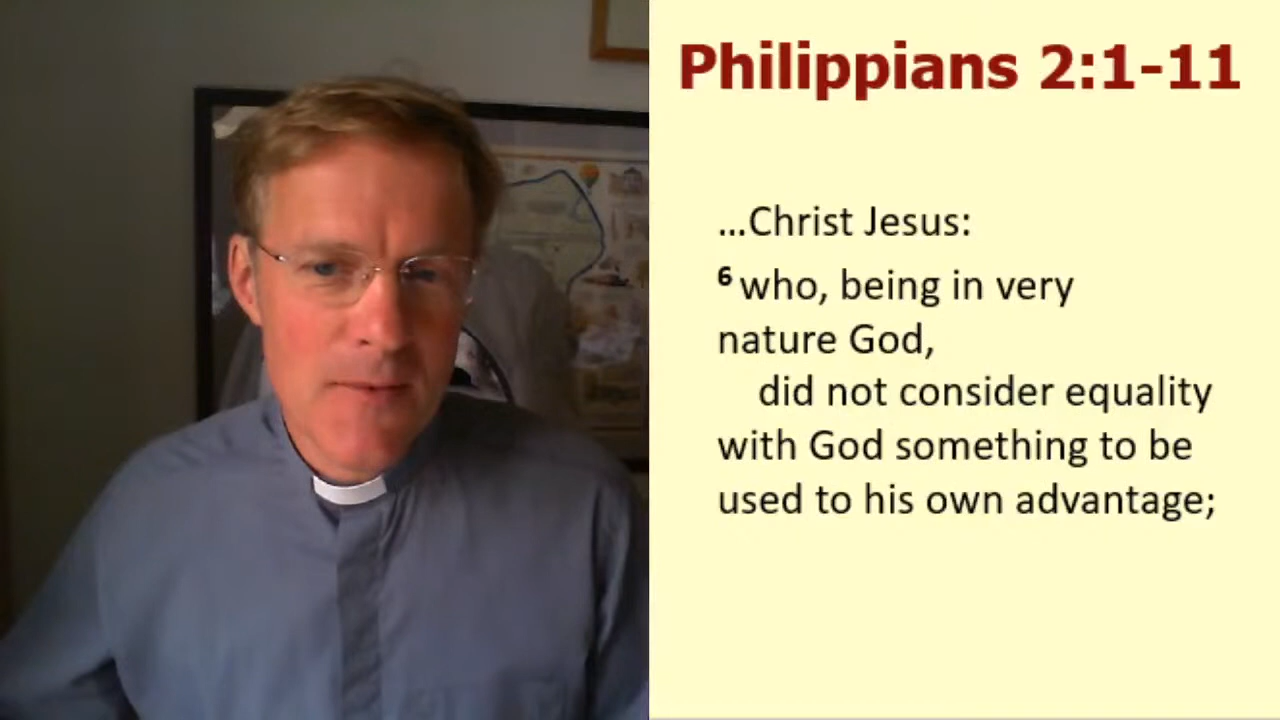 Philippians 2:1-11
...Christ Jesus:
6 who, being in very
nature God,
did not consider equality
with God something to be
used to his own advantage;